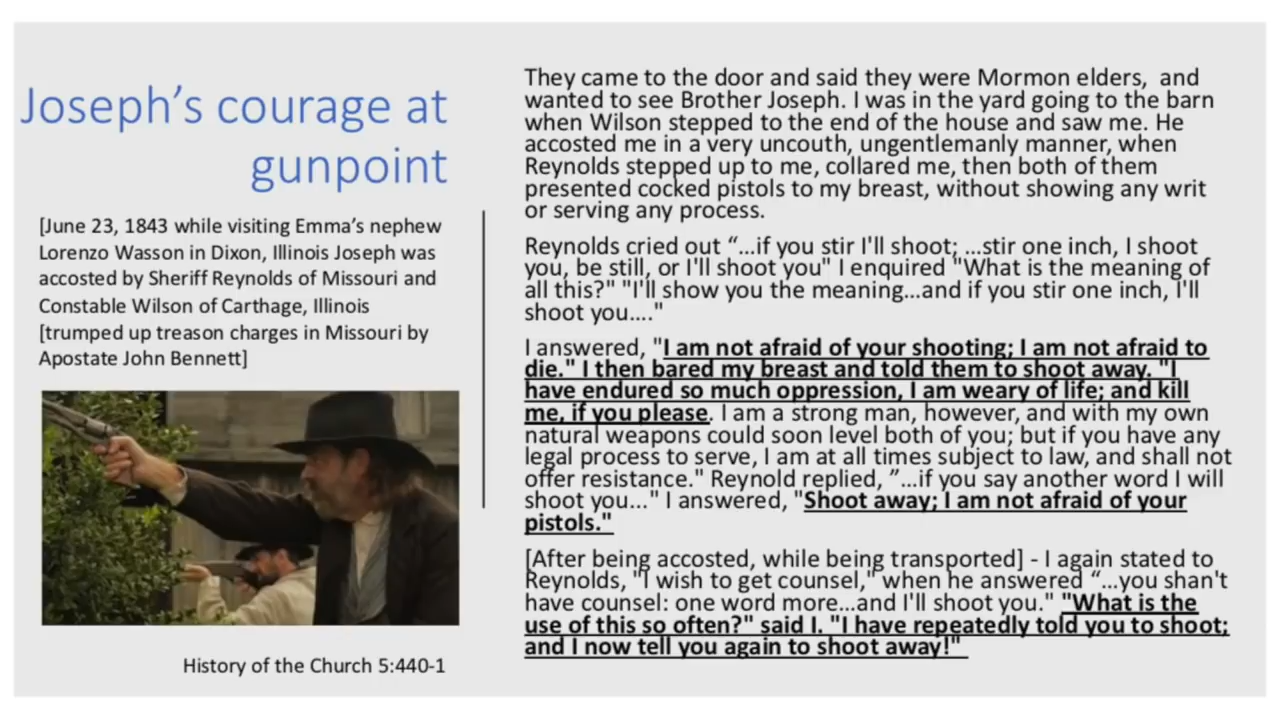 Joseph's courage at
gunpoint
[June 23, 1843 while visiting Emma's nephew
Lorenzo Wasson in Dixon, Illinois Joseph was
accosted by Sheriff Reynolds of Missouri and
Constable Wilson of Carthage, Illinois
[trumped up treason charges in Missouri by
Apostate John Bennett]
History of the Church 5:440-1
They came to the door and said they were Mormon elders,  and
wanted to see Brother Joseph. I was in the yard going to the barn
when Wilson stepped to the end of the house and saw me. He
accosted me in a very uncouth, ungentlemanly manner, when
Reynolds stepped up to me, collared me, then both of them
presented cocked pistols to my breast, without showing any writ
or serving any process.
Reynolds cried out “…if you stir I'll shoot; …stir one inch, I shoot
you, be still, or I'll shoot you" I enquired "What is the meaning of
all this?" "I'll show you the meaning…and if you stir one inch, I'll
shoot you…."
I answered, "I am not afraid of your shooting; I am not afraid to
die." I then bared my breast and told them to shoot away. "I
have endured so much oppression, I am weary of life; and kill
me, if you please. I am a strong man, however, and with my own
natural weapons could soon level both of you; but if you have any
legal process to serve, I am at all times subject to law, and shall not
offer resistance." Reynold replied, ”…if you say another word I will
shoot you…" I answered, "Shoot away; I am not afraid of your
pistols."
[After being accosted, while being transported] - I again stated to
Reynolds, "I wish to get counsel," when he answered “…you shan't
have counsel: one word more…and I'll shoot you." "What is the
use of this so often?" said I. "I have repeatedly told you to shoot;
and I now tell you again to shoot away!"